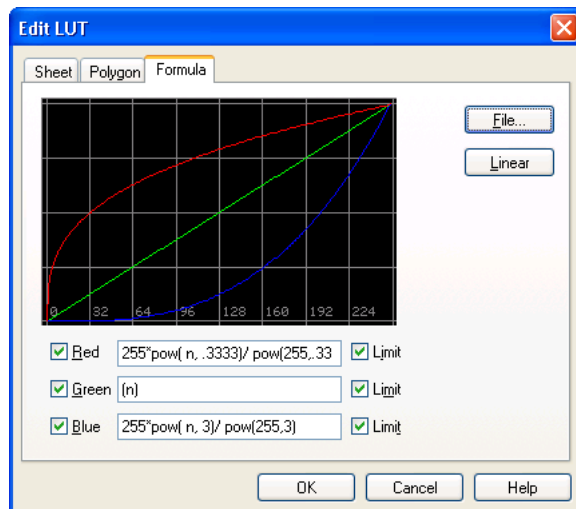 Edit LUT
Sheet Polygon Formula
File...
Linear
0 32 64 96 128 160 192 224
Red 255*pow( n, .3333)/ pow(255,.33 Limit
Green (n) Limit
Blue 255*pow( n, 3)/ pow(255,3) Limit
OK Cancel Help